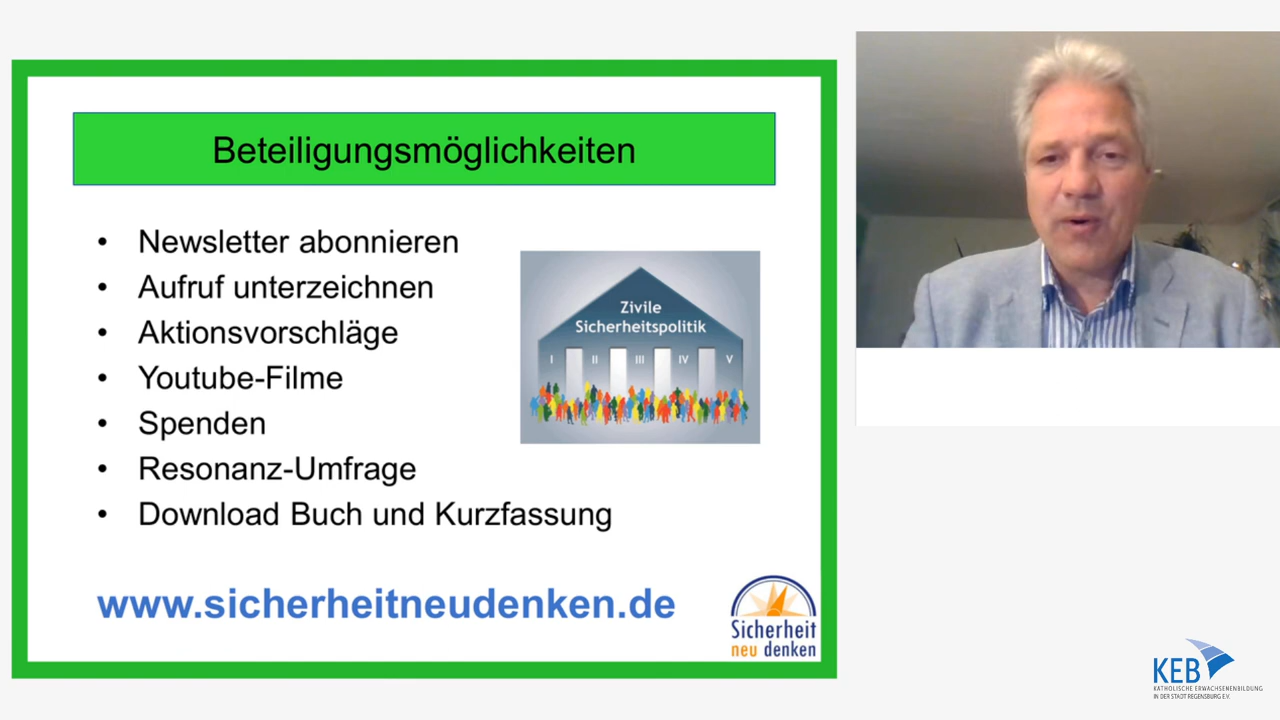 Beteiligungsmöglichkeiten
• Newsletter abonnieren
• Aufruf unterzeichnen
• Aktionsvorschläge
• Youtube-Filme
• Spenden
• Resonanz-Umfrage
• Download Buch und Kurzfassung
Zivile
Sicherheitspolitik
I II III IV V
www.sicherheitneudenken.de
Sicherheit
neu denken
KEB
KATHOLISCHE ERWACHSENENBILDUNG
IN DER STADT REGENSBURG E.V.